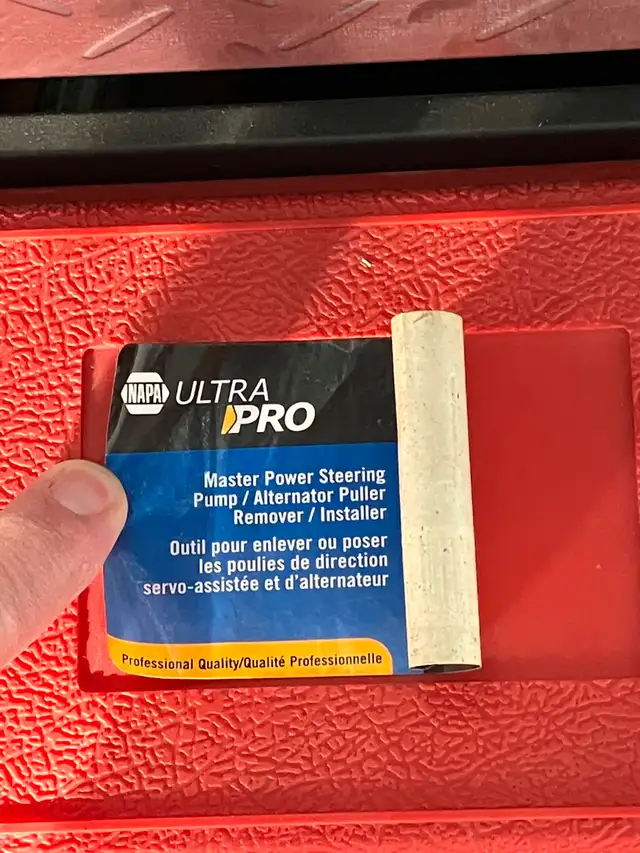 NAPA ULTRA
PRO
Master Power Steering
Pump / Alternator Puller
Remover / Installer
Outil pour enlever ou poser
les poulies de direction
servo-assistée et d'alternateur
Professional Quality/Qualité Professionnelle